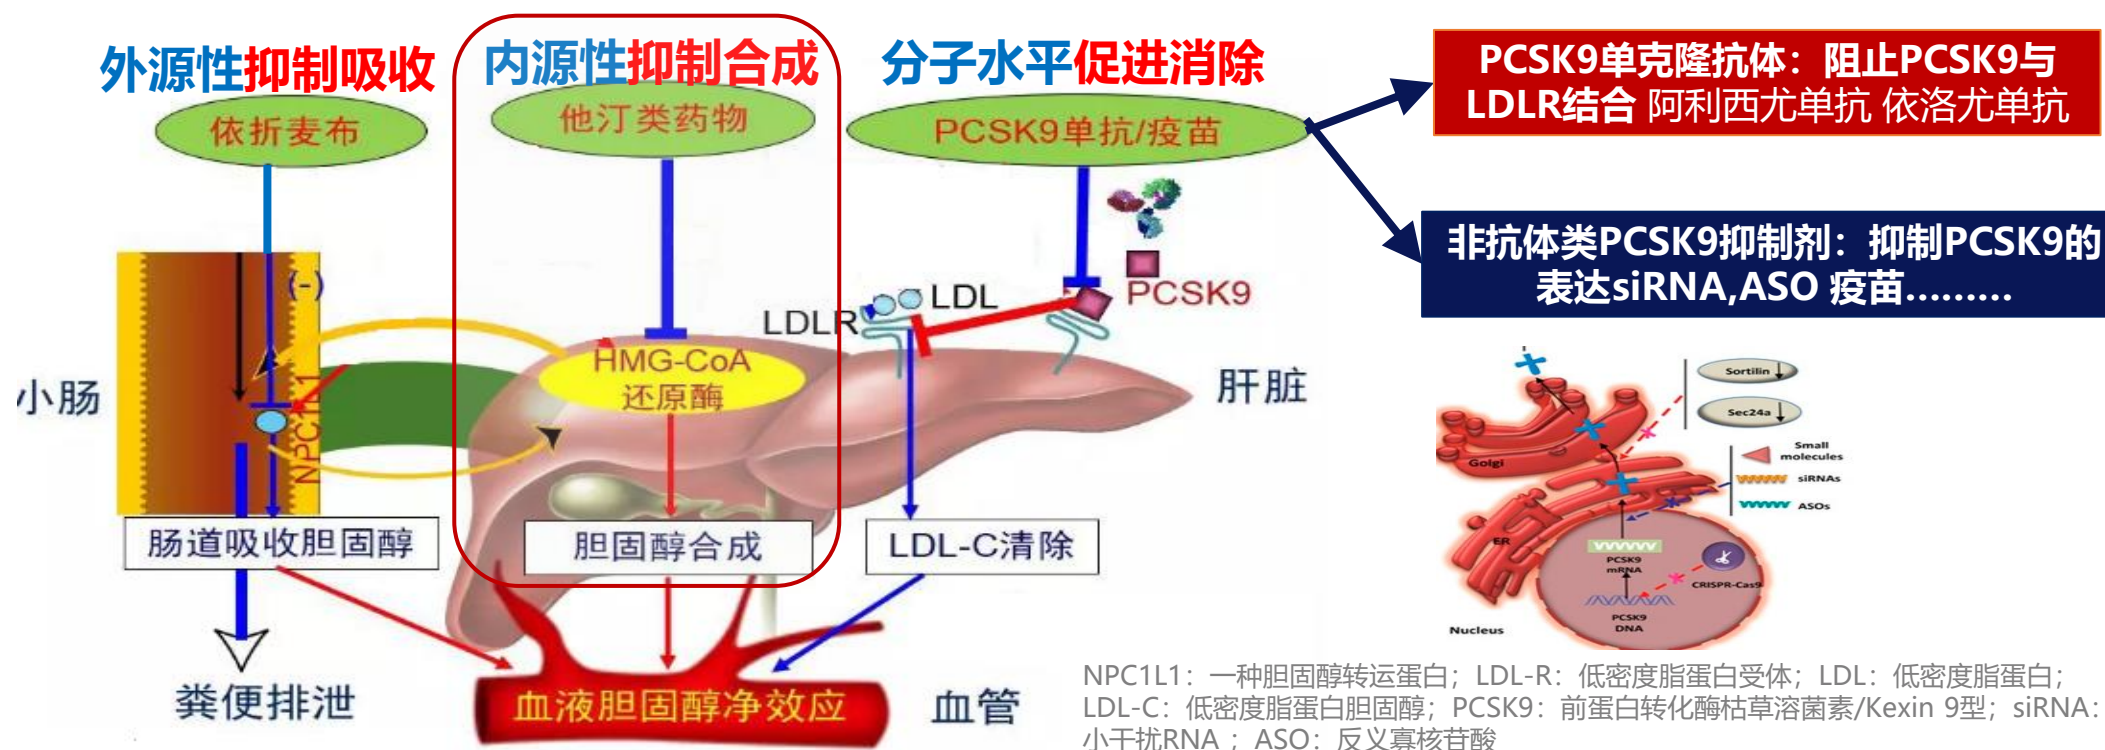 外源性抑制吸收
内源性抑制合成
分子水平促进消除
依折麦布
他汀类药物
PCSK9单抗/疫苗
PCSK9单克隆抗体：阻止PCSK9与
LDLR结合 阿利西尤单抗 依洛尤单抗
非抗体类PCSK9抑制剂：抑制PCSK9的
表达siRNA,ASO 疫苗………
(-)
小肠
NPC1L1
HMG-CoA
还原酶
LDLR
LDL
PCSK9
肝脏
肠道吸收胆固醇
胆固醇合成
LDL-C清除
粪便排泄
血液胆固醇净效应
血管
Sortilin
Sec24a
Golgi
Small
molecules
siRNAs
ASOs
ER
PCSK9
mRNA
CRISPR-Cas9
PCSK9
DNA
Nucleus
NPC1L1：一种胆固醇转运蛋白；LDL-R：低密度脂蛋白受体；LDL：低密度脂蛋白；
LDL-C：低密度脂蛋白胆固醇；PCSK9：前蛋白转化酶枯草溶菌素/Kexin 9型；siRNA：
小干扰RNA ；ASO：反义寡核苷酸